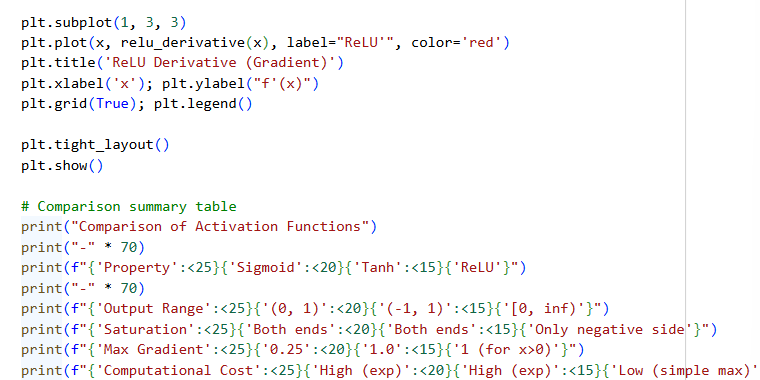 plt.subplot(1, 3, 3)
plt.plot(x, relu_derivative(x), label="ReLU'", color='red')
plt.title('ReLU Derivative (Gradient)')
plt.xlabel('x'); plt.ylabel("f'(x)")
plt.grid(True); plt.legend()
plt.tight_layout()
plt.show()
# Comparison summary table
print("Comparison of Activation Functions")
print("-" * 70)
print(f"{'Property':<25}{'Sigmoid':<20}{'Tanh':<15}{'ReLU'}")
print("-" * 70)
print(f"{'Output Range':<25}{'(0, 1)':<20}{'(-1, 1)':<15}{'[0, inf)'}")
print(f"{'Saturation':<25}{'Both ends':<20}{'Both ends':<15}{'Only negative side'}")
print(f"{'Max Gradient':<25}{'0.25':<20}{'1.0':<15}{'1 (for x>0)'}")
print(f"{'Computational Cost':<25}{'High (exp)':<20}{'High (exp)':<15}{'Low (simple max)'